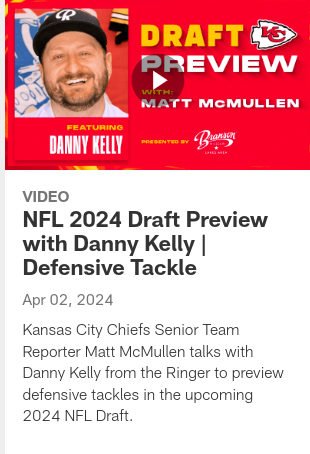 DRAFT
KC
PREVIEW
WITH:
MATT McMULLEN
FEATURING
DANNY KELLY
PRESENTED BY Branson
VIDEO
NFL 2024 Draft Preview
with Danny Kelly |
Defensive Tackle
Apr 02, 2024
Kansas City Chiefs Senior Team
Reporter Matt McMullen talks with
Danny Kelly from the Ringer to preview
defensive tackles in the upcoming
2024 NFL Draft.